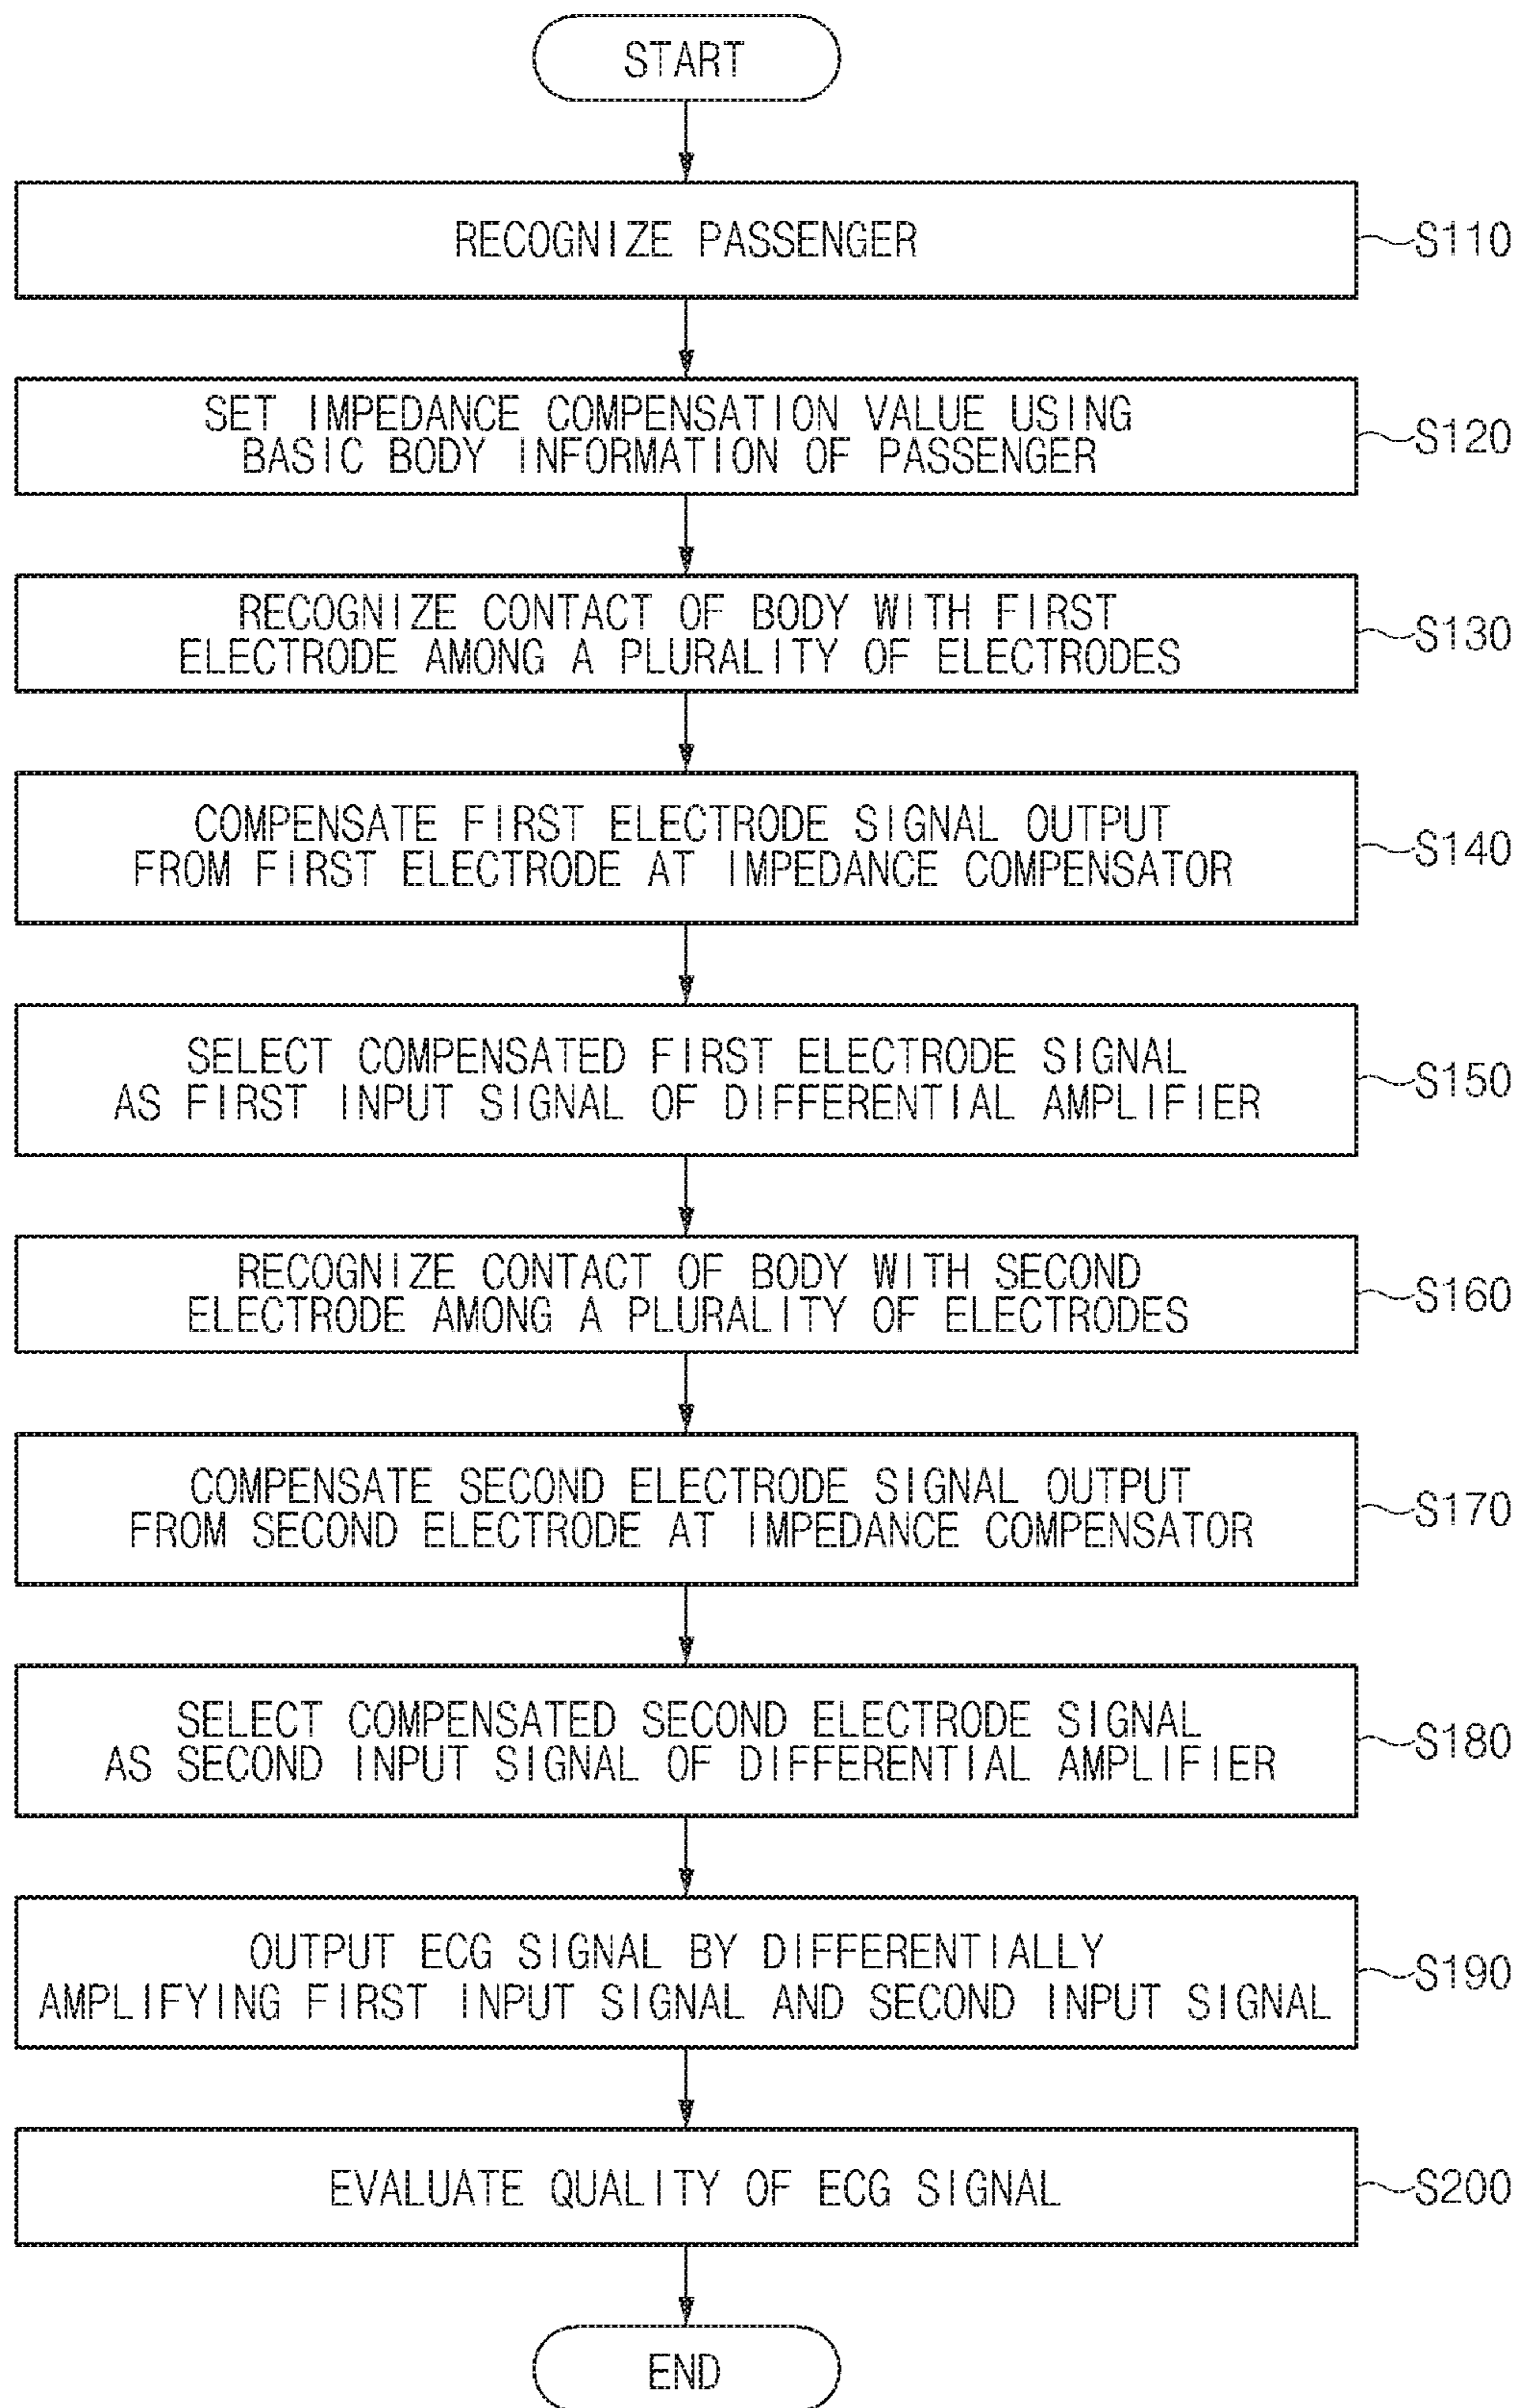 START
RECOGNIZE PASSENGER
S110
SET IMPEDANCE COMPENSATION VALUE USING
BASIC BODY INFORMATION OF PASSENGER
S120
RECOGNIZE CONTACT OF BODY WITH FIRST
ELECTRODE AMONG A PLURALITY OF ELECTRODES
S130
COMPENSATE FIRST ELECTRODE SIGNAL OUTPUT
FROM FIRST ELECTRODE AT IMPEDANCE COMPENSATOR
S140
SELECT COMPENSATED FIRST ELECTRODE SIGNAL
AS FIRST INPUT SIGNAL OF DIFFERENTIAL AMPLIFIER
S150
RECOGNIZE CONTACT OF BODY WITH SECOND
ELECTRODE AMONG A PLURALITY OF ELECTRODES
S160
COMPENSATE SECOND ELECTRODE SIGNAL OUTPUT
FROM SECOND ELECTRODE AT IMPEDANCE COMPENSATOR
S170
SELECT COMPENSATED SECOND ELECTRODE SIGNAL
AS SECOND INPUT SIGNAL OF DIFFERENTIAL AMPLIFIER
S180
OUTPUT ECG SIGNAL BY DIFFERENTIALLY
AMPLIFYING FIRST INPUT SIGNAL AND SECOND INPUT SIGNAL
S190
EVALUATE QUALITY OF ECG SIGNAL
S200
END